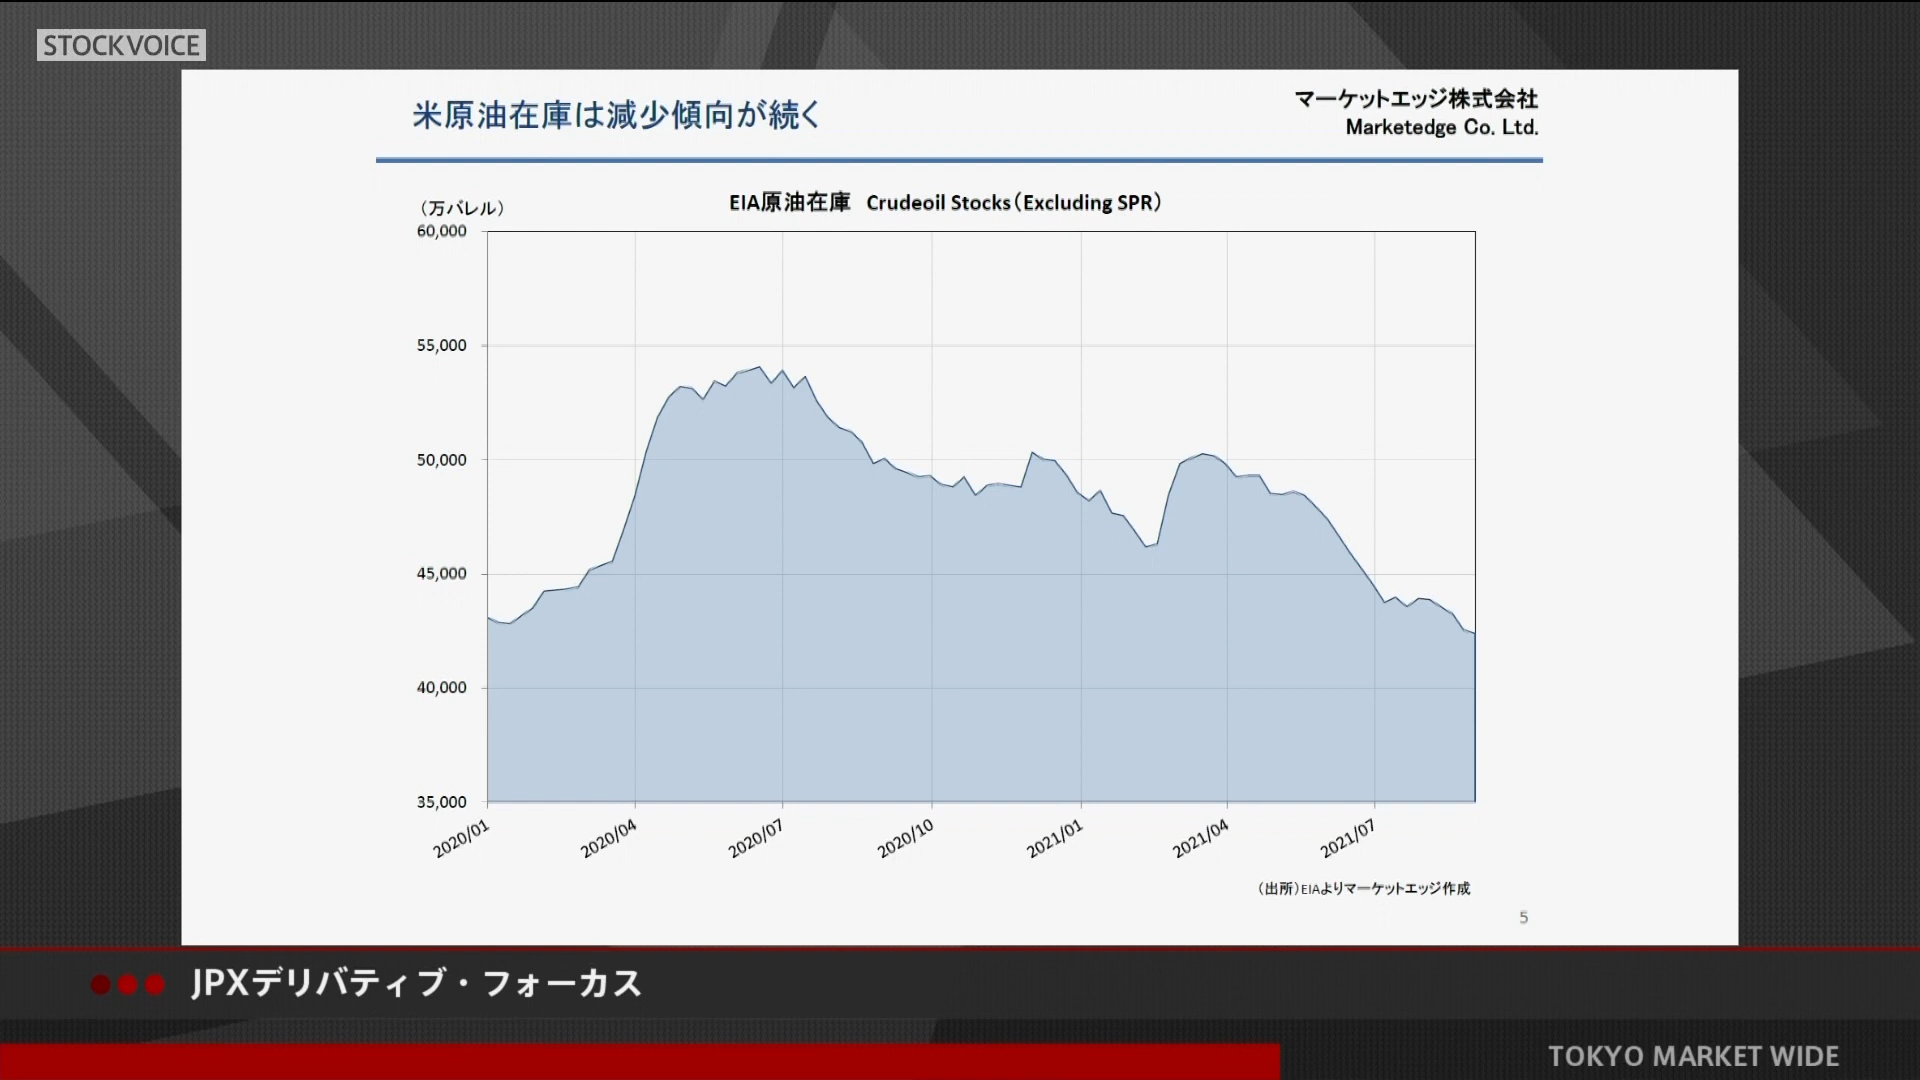 STOCKVOICE
米原油在庫は減少傾向が続く
マーケットエッジ株式会社
Marketedge Co. Ltd.
EIA原油在庫 Crudeoil Stocks（Excluding SPR）
（万バレル）
60,000
55,000
50,000
45,000
40,000
35,000
2020/01
2020/04
2020/07
2020/10
2021/01
2021/04
2021/07
（出所）EIAよりマーケットエッジ作成
5
JPXデリバティブ・フォーカス
TOKYO MARKET WIDE